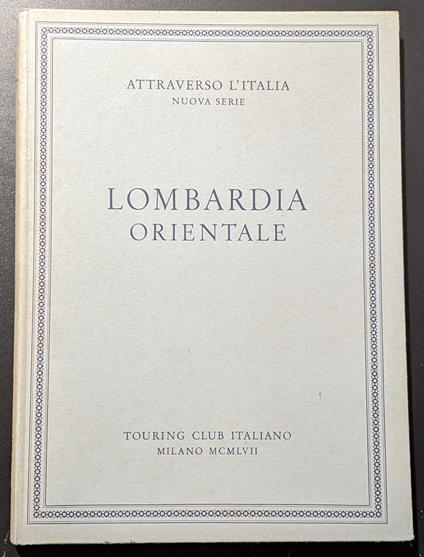 ATTRAVERSO L'ITALIA
NUOVA SERIE
LOMBARDIA
ORIENTALE
TOURING CLUB ITALIANO
MILANO MCMLVII